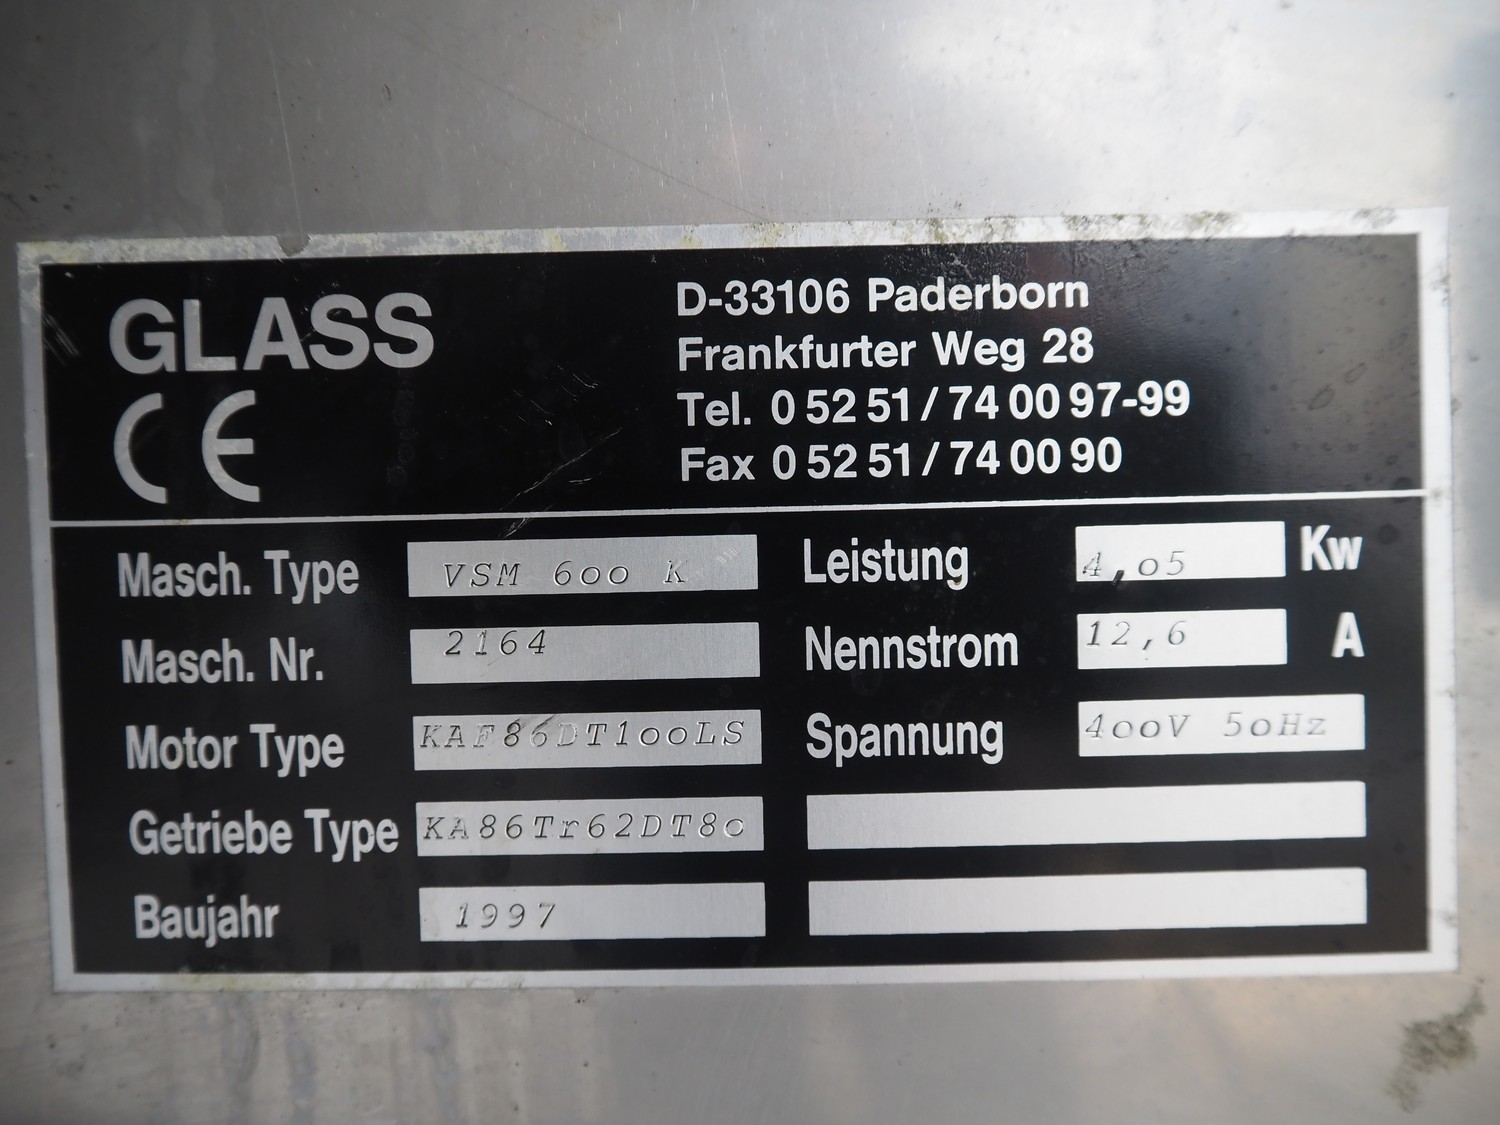 GLASS
CE
D-33106 Paderborn
Frankfurter Weg 28
Tel. 0 52 51 / 74 00 97-99
Fax 0 52 51 / 74 00 90
Masch. Type VSM 600 K
Masch. Nr. 2164
Motor Type KAF86DT100LS
Getriebe Type KA86Tr62DT80
Baujahr 1997
Leistung 4,05 Kw
Nennstrom 12,6 A
Spannung 400V 50Hz